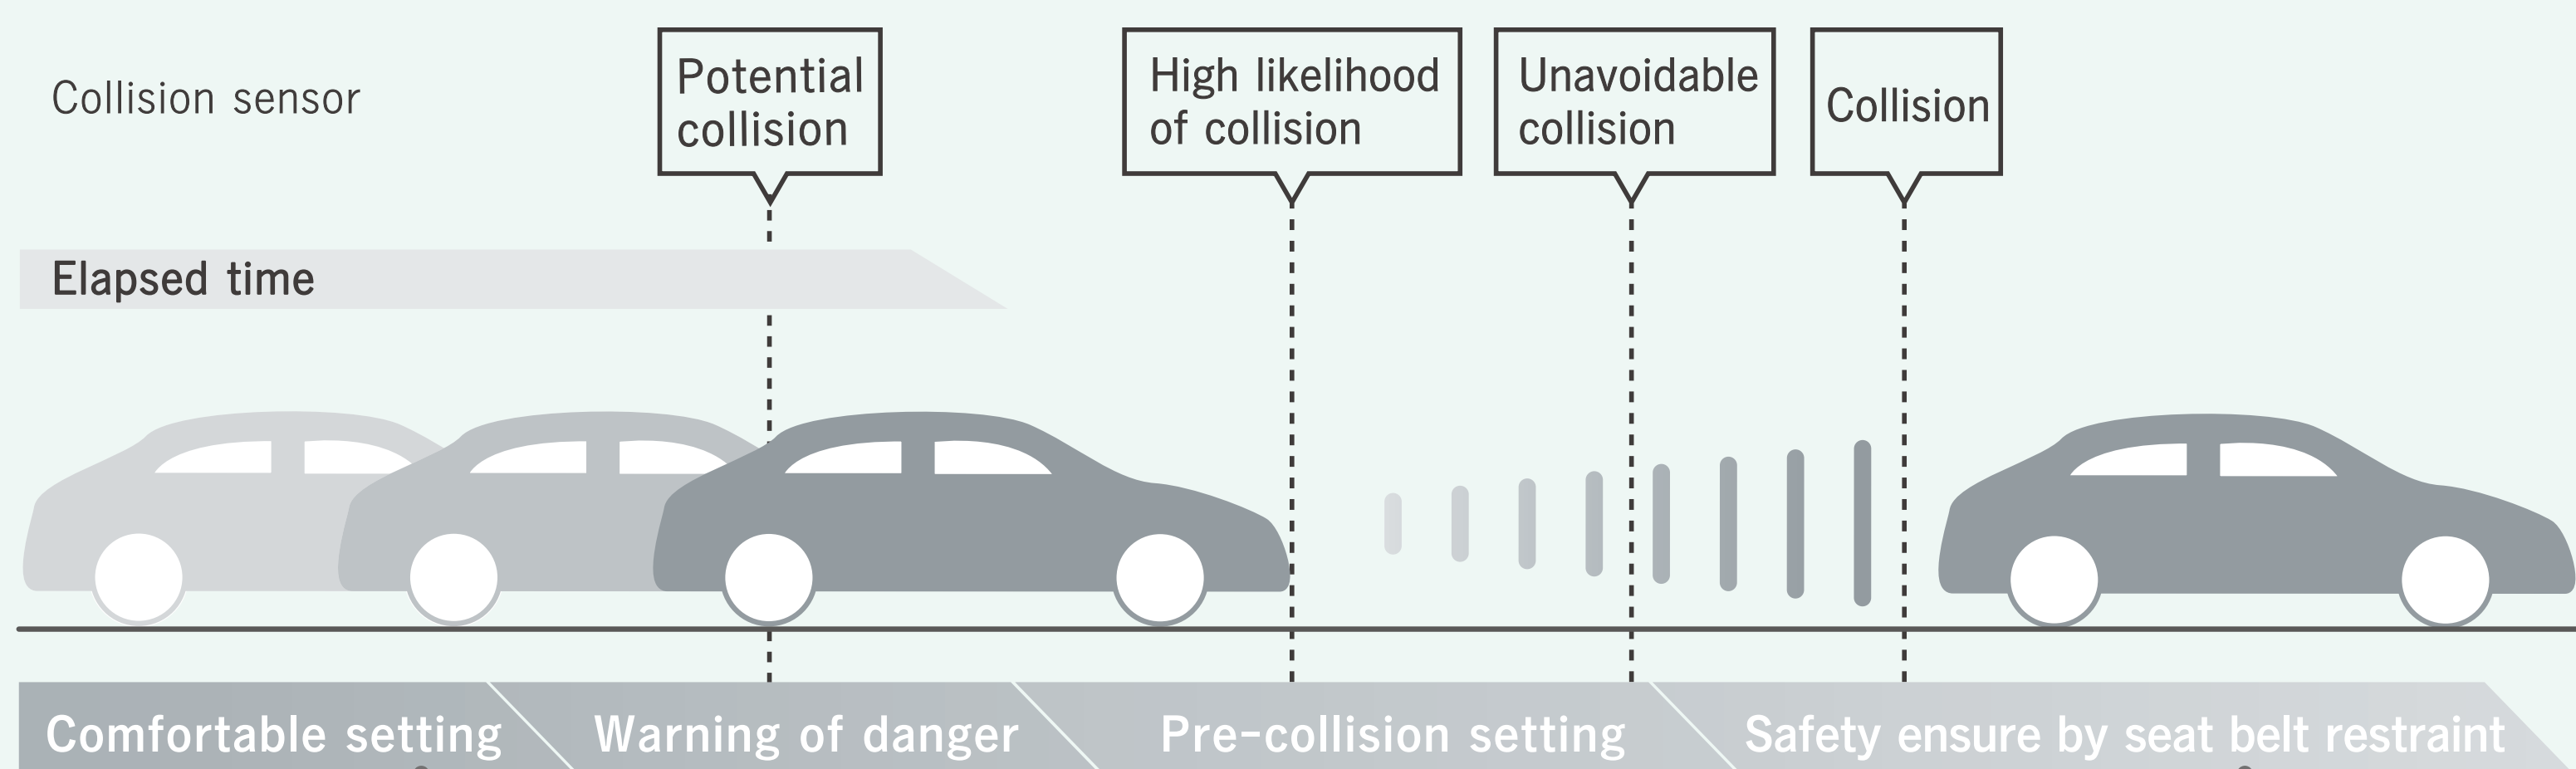 Collision sensor
Potential
collision
High likelihood
of collision
Unavoidable
collision
Collision
Elapsed time
Comfortable setting
Warning of danger
Pre-collision setting
Safety ensure by seat belt restraint